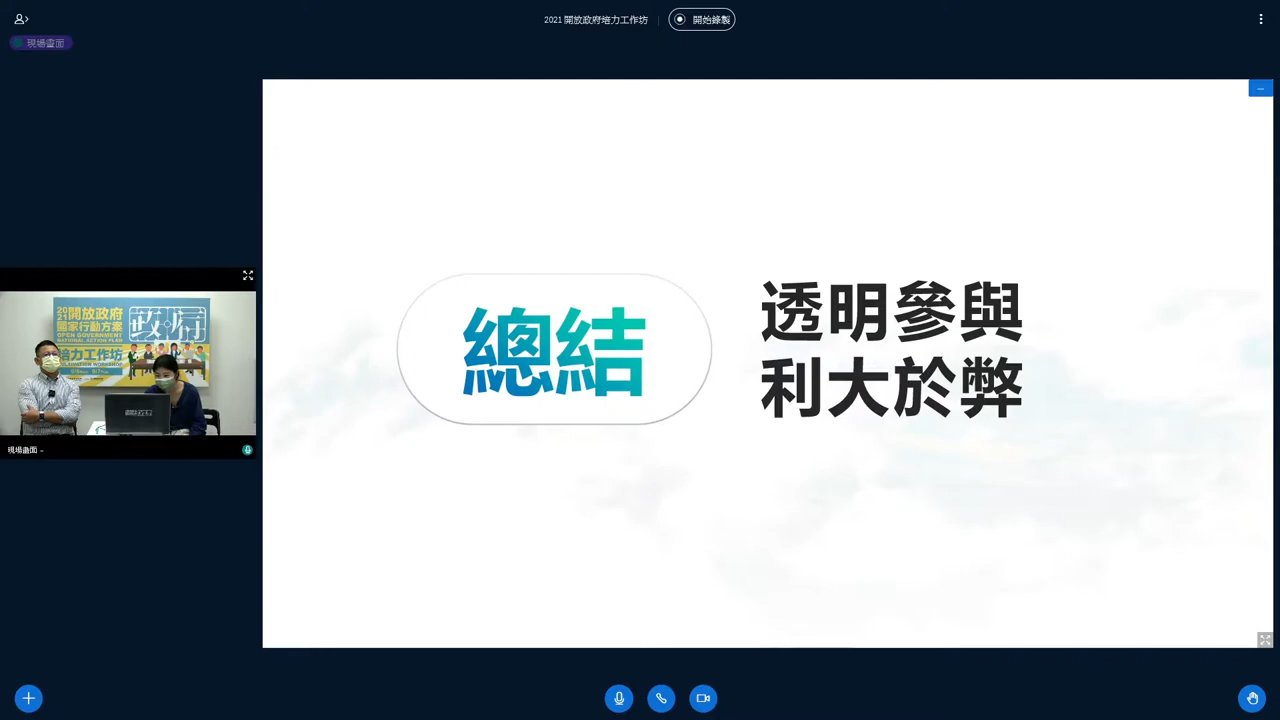 2021 開放政府培力工作坊
開始錄製
現場畫面
總結
透明參與
利大於弊
2021開放政府
國家行動方案
OPEN GOVERNMENT
NATIONAL ACTION PLAN
培力工作坊
現場畫面